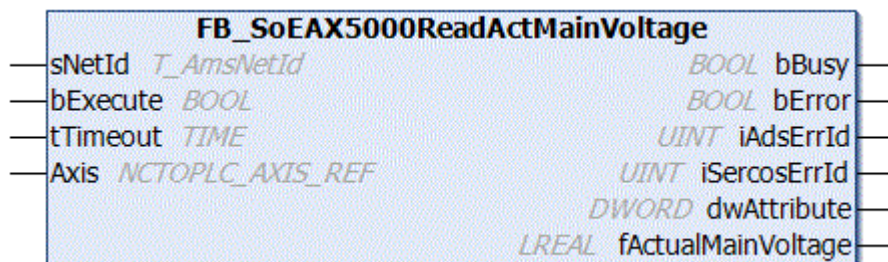 FB_SoEAX5000ReadActMainVoltage
sNetId T_AmsNetId BOOL bBusy
bExecute BOOL BOOL bError
tTimeout TIME UINT iAdsErrId
Axis NCTOPLC_AXIS_REF UINT iSercosErrId
DWORD dwAttribute
LREAL fActualMainVoltage